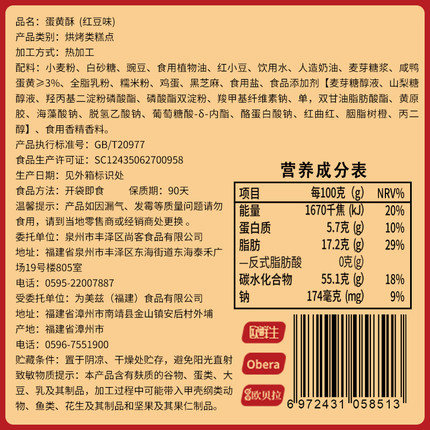 品名：蛋黄酥 (红豆味)
产品类别：烘烤类糕点
加工方式：热加工
配料：小麦粉、白砂糖、豌豆、食用植物油、红小豆、饮用水、人造奶油、麦芽糖浆、咸鸭
蛋黄≥3%、全脂乳粉、糯米粉、鸡蛋、黑芝麻、食用盐、食品添加剂【麦芽糖醇液、山梨糖
醇液、羟丙基二淀粉磷酸酯、磷酸酯双淀粉、羧甲基纤维素钠、单，双甘油脂肪酸酯、黄原
胶、海藻酸钠、脱氢乙酸钠、葡萄糖酸-δ-内酯、酪蛋白酸钠、红曲红、胭脂树橙、丙二
醇】、食用香精香料。
产品执行标准号：GB/T20977
食品生产许可证：SC12435062700958
生产日期：见外箱标识处
食用方法：开袋即食 保质期：90天
温馨提示：产品如因漏气、发霉等质量问题请勿
食用，请到当地零售商或经销商处更换 。
委托单位：泉州市丰泽区尚客食品有限公司
地址：福建省泉州市丰泽区东海街道东海泰禾广
场19号楼805室
电话：0595-22007887
受委托单位：为美兹（福建）食品有限公司
地址：福建省漳州市南靖县金山镇安后村外埔
产地：福建省漳州市
电话：0596-7551900
贮藏条件：置于阴凉、干燥处贮存，避免阳光直射
致敏物质提示：本产品含有麸质的谷物、蛋类、大
豆、乳及其制品，加工过程中可能带入甲壳纲类动
物、鱼类、花生及其制品和坚果及其果仁制品。
营养成分表
项目 每100克 (g) NRV%
能量 1670千焦 (kJ) 20%
蛋白质 5.7克 (g) 10%
脂肪 17.2克 (g) 29%
—反式脂肪酸 0克(g)
碳水化合物 55.1克 (g) 18%
钠 174毫克 (mg) 9%
Obera
欧贝拉
6 972431 058513